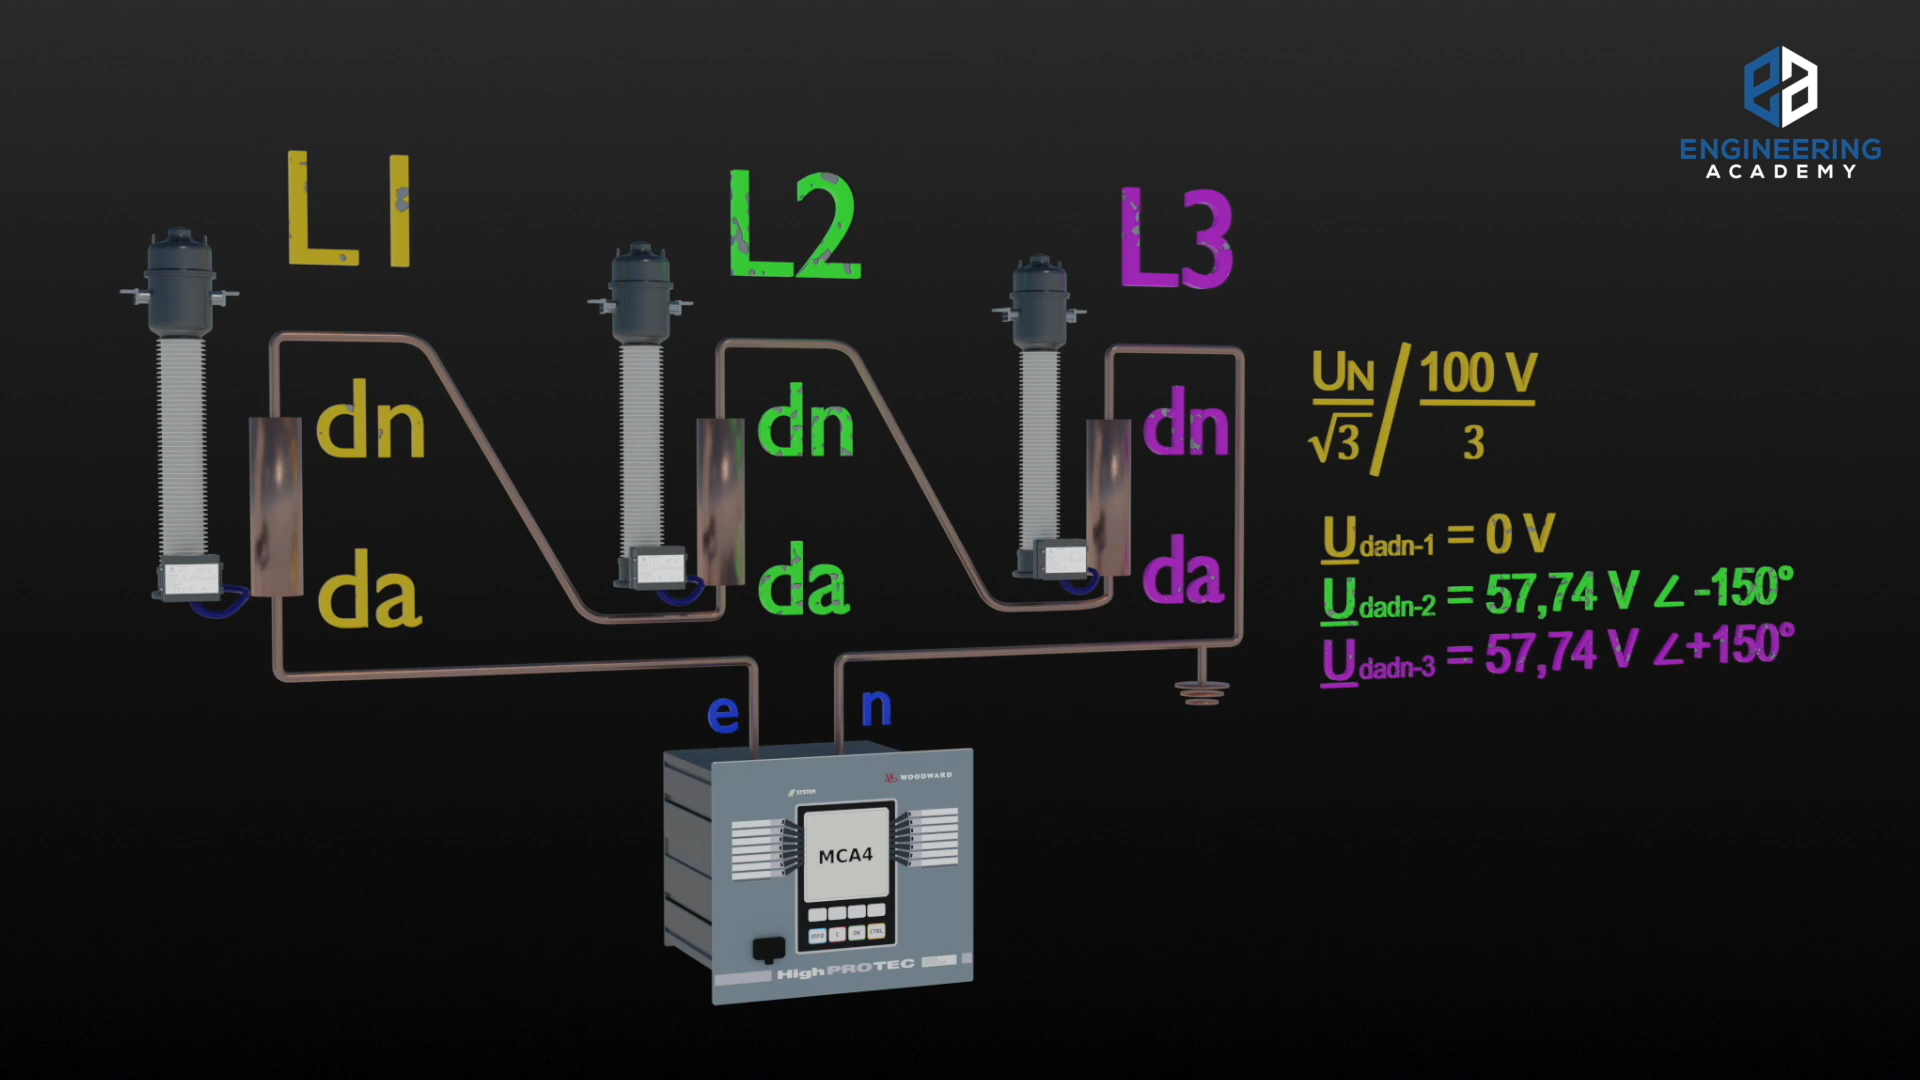 ENGINEERING
ACADEMY
L1 L2 L3
dn dn dn
da da da
UN/√3 / 100 V/3
Udadn-1 = 0 V
Udadn-2 = 57,74 V ∠ -150°
Udadn-3 = 57,74 V ∠+150°
e n
WOODWARD
SYSTEM
MCA4
INFO C OK CTRL
HighPROTEC